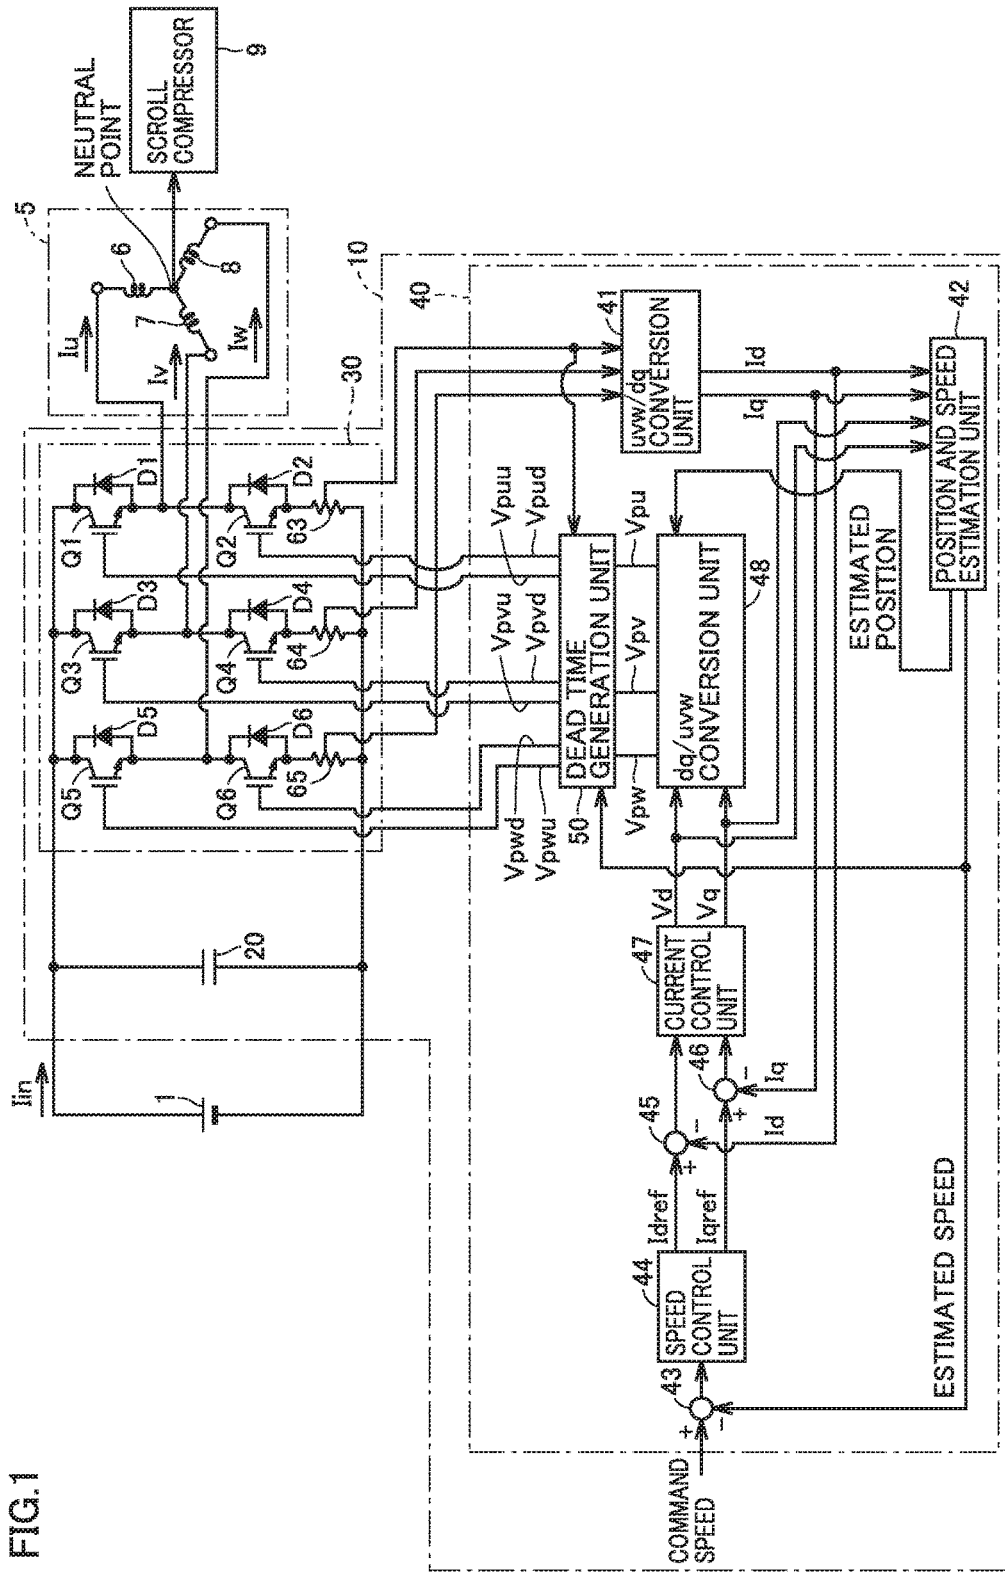 FIG.1
Iin
1
20
Q5
D5
Q3
D3
Q1
D1
Q6
D6
Q4
D4
Q2
D2
65
64
63
30
10
Iu
Iv
Iw
5
6
7
8
NEUTRAL
POINT
SCROLL
COMPRESSOR
9
40
Vpwd
Vpwu
Vpvu
Vpvd
Vpuu
Vpud
50
DEAD TIME
GENERATION UNIT
Vpw
Vpv
Vpu
uvw/dq
CONVERSION
UNIT
41
dq/uvw
CONVERSION UNIT
48
Id
Iq
COMMAND
SPEED
+
−
43
SPEED
CONTROL
UNIT
44
Idref
Iqref
+
−
45
+
−
46
Id
Iq
CURRENT
CONTROL
UNIT
47
Vd
Vq
ESTIMATED
POSITION
POSITION AND SPEED
ESTIMATION UNIT
42
ESTIMATED SPEED